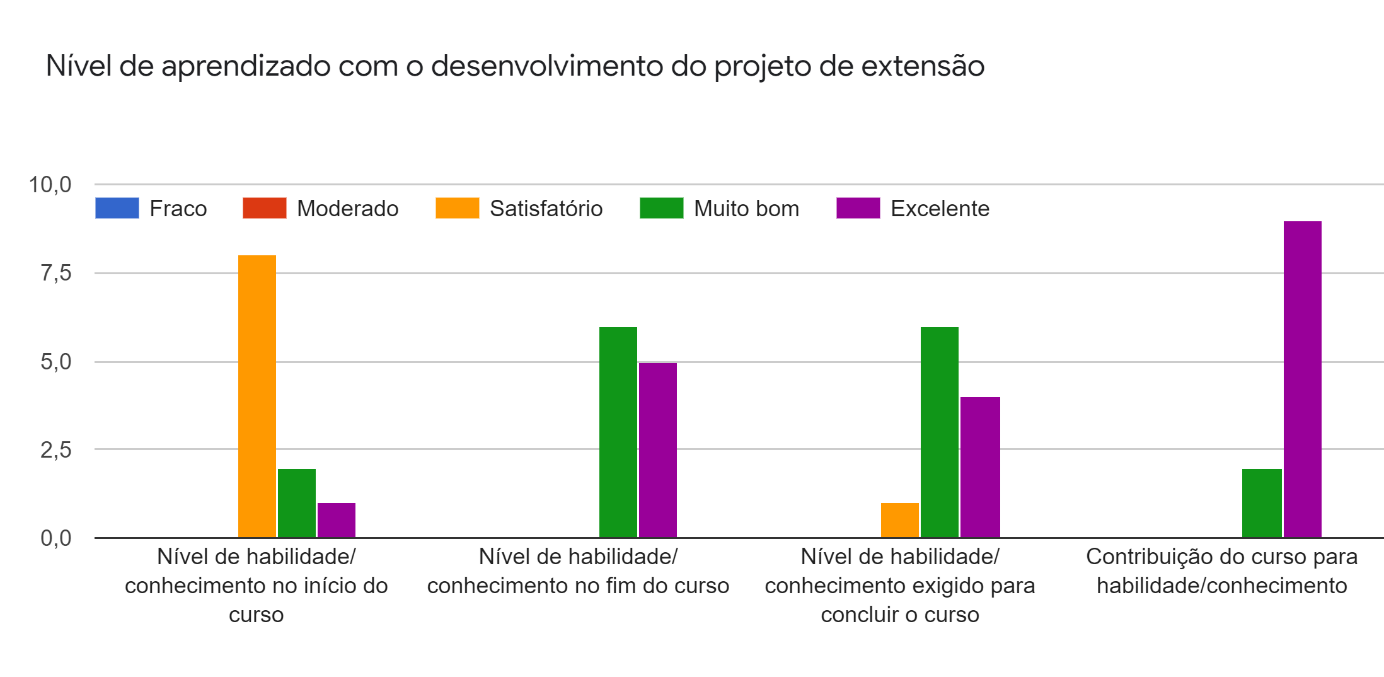 Nível de aprendizado com o desenvolvimento do projeto de extensão
10,0
Fraco Moderado Satisfatório Muito bom Excelente
7,5
5,0
2,5
0,0
Nível de habilidade/
conhecimento no início do
curso
Nível de habilidade/
conhecimento no fim do curso
Nível de habilidade/
conhecimento exigido para
concluir o curso
Contribuição do curso para
habilidade/conhecimento